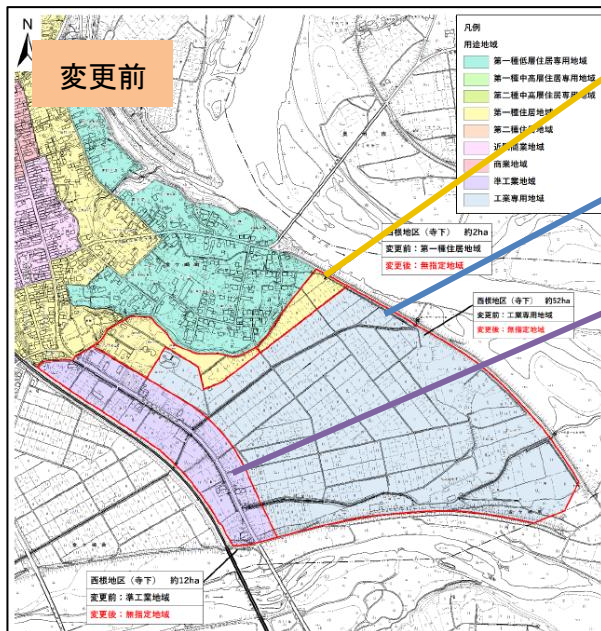 N
変更前
凡例
用途地域
第一種低層住居専用地域
第一種中高層住居専用地域
第二種中高層住居専用地域
第一種住居地域
第二種住居地域
近隣商業地域
商業地域
準工業地域
工業専用地域
西根地区（寺下） 約2ha
変更前：第一種住居地域
変更後：無指定地域
西根地区（寺下） 約52ha
変更前：工業専用地域
変更後：無指定地域
西根地区（寺下） 約12ha
変更前：準工業地域
変更後：無指定地域